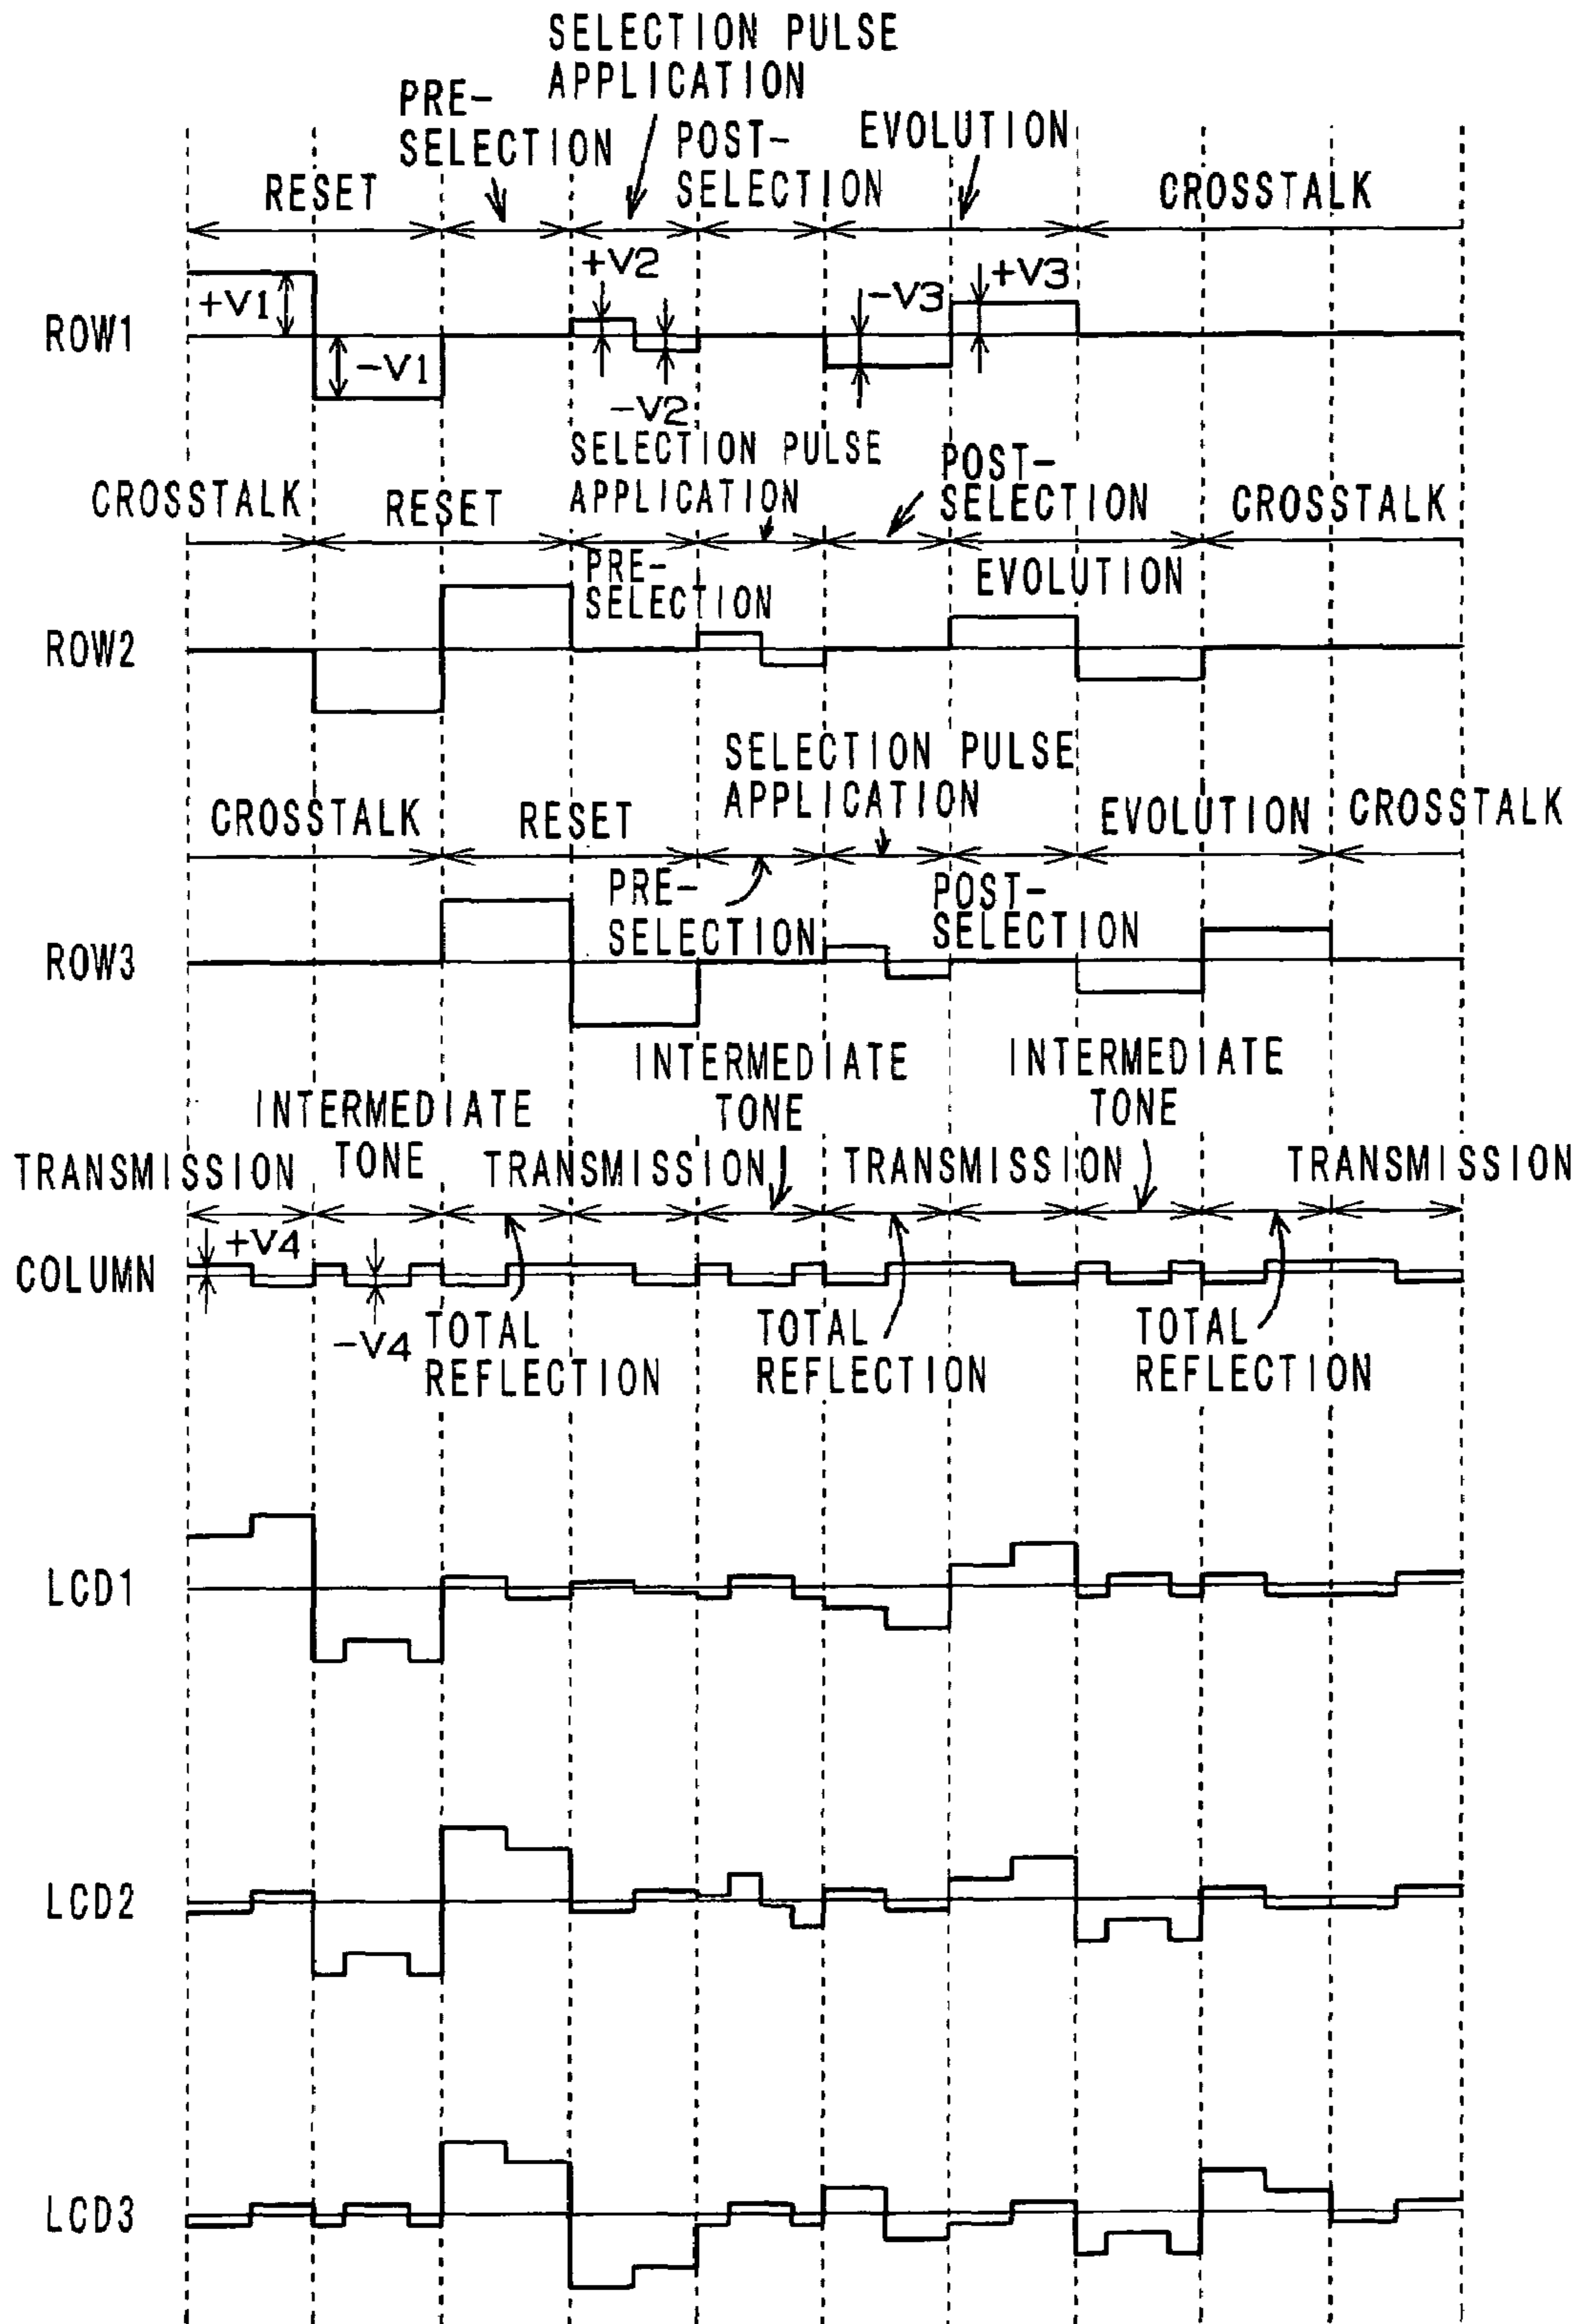 SELECTION PULSE
APPLICATION
PRE-
SELECTION
POST-
SELECTION
EVOLUTION
RESET
CROSSTALK
+V1
-V1
+V2
-V2
-V3
+V3
ROW1
SELECTION PULSE
APPLICATION
POST-
SELECTION
CROSSTALK
RESET
CROSSTALK
PRE-
SELECTION
EVOLUTION
ROW2
SELECTION PULSE
APPLICATION
CROSSTALK
RESET
EVOLUTION
CROSSTALK
PRE-
SELECTION
POST-
SELECTION
ROW3
INTERMEDIATE
TONE
INTERMEDIATE
TONE
INTERMEDIATE
TONE
TRANSMISSION
TRANSMISSION
TRANSMISSION
TRANSMISSION
+V4
COLUMN
-V4
TOTAL
REFLECTION
TOTAL
REFLECTION
TOTAL
REFLECTION
LCD1
LCD2
LCD3